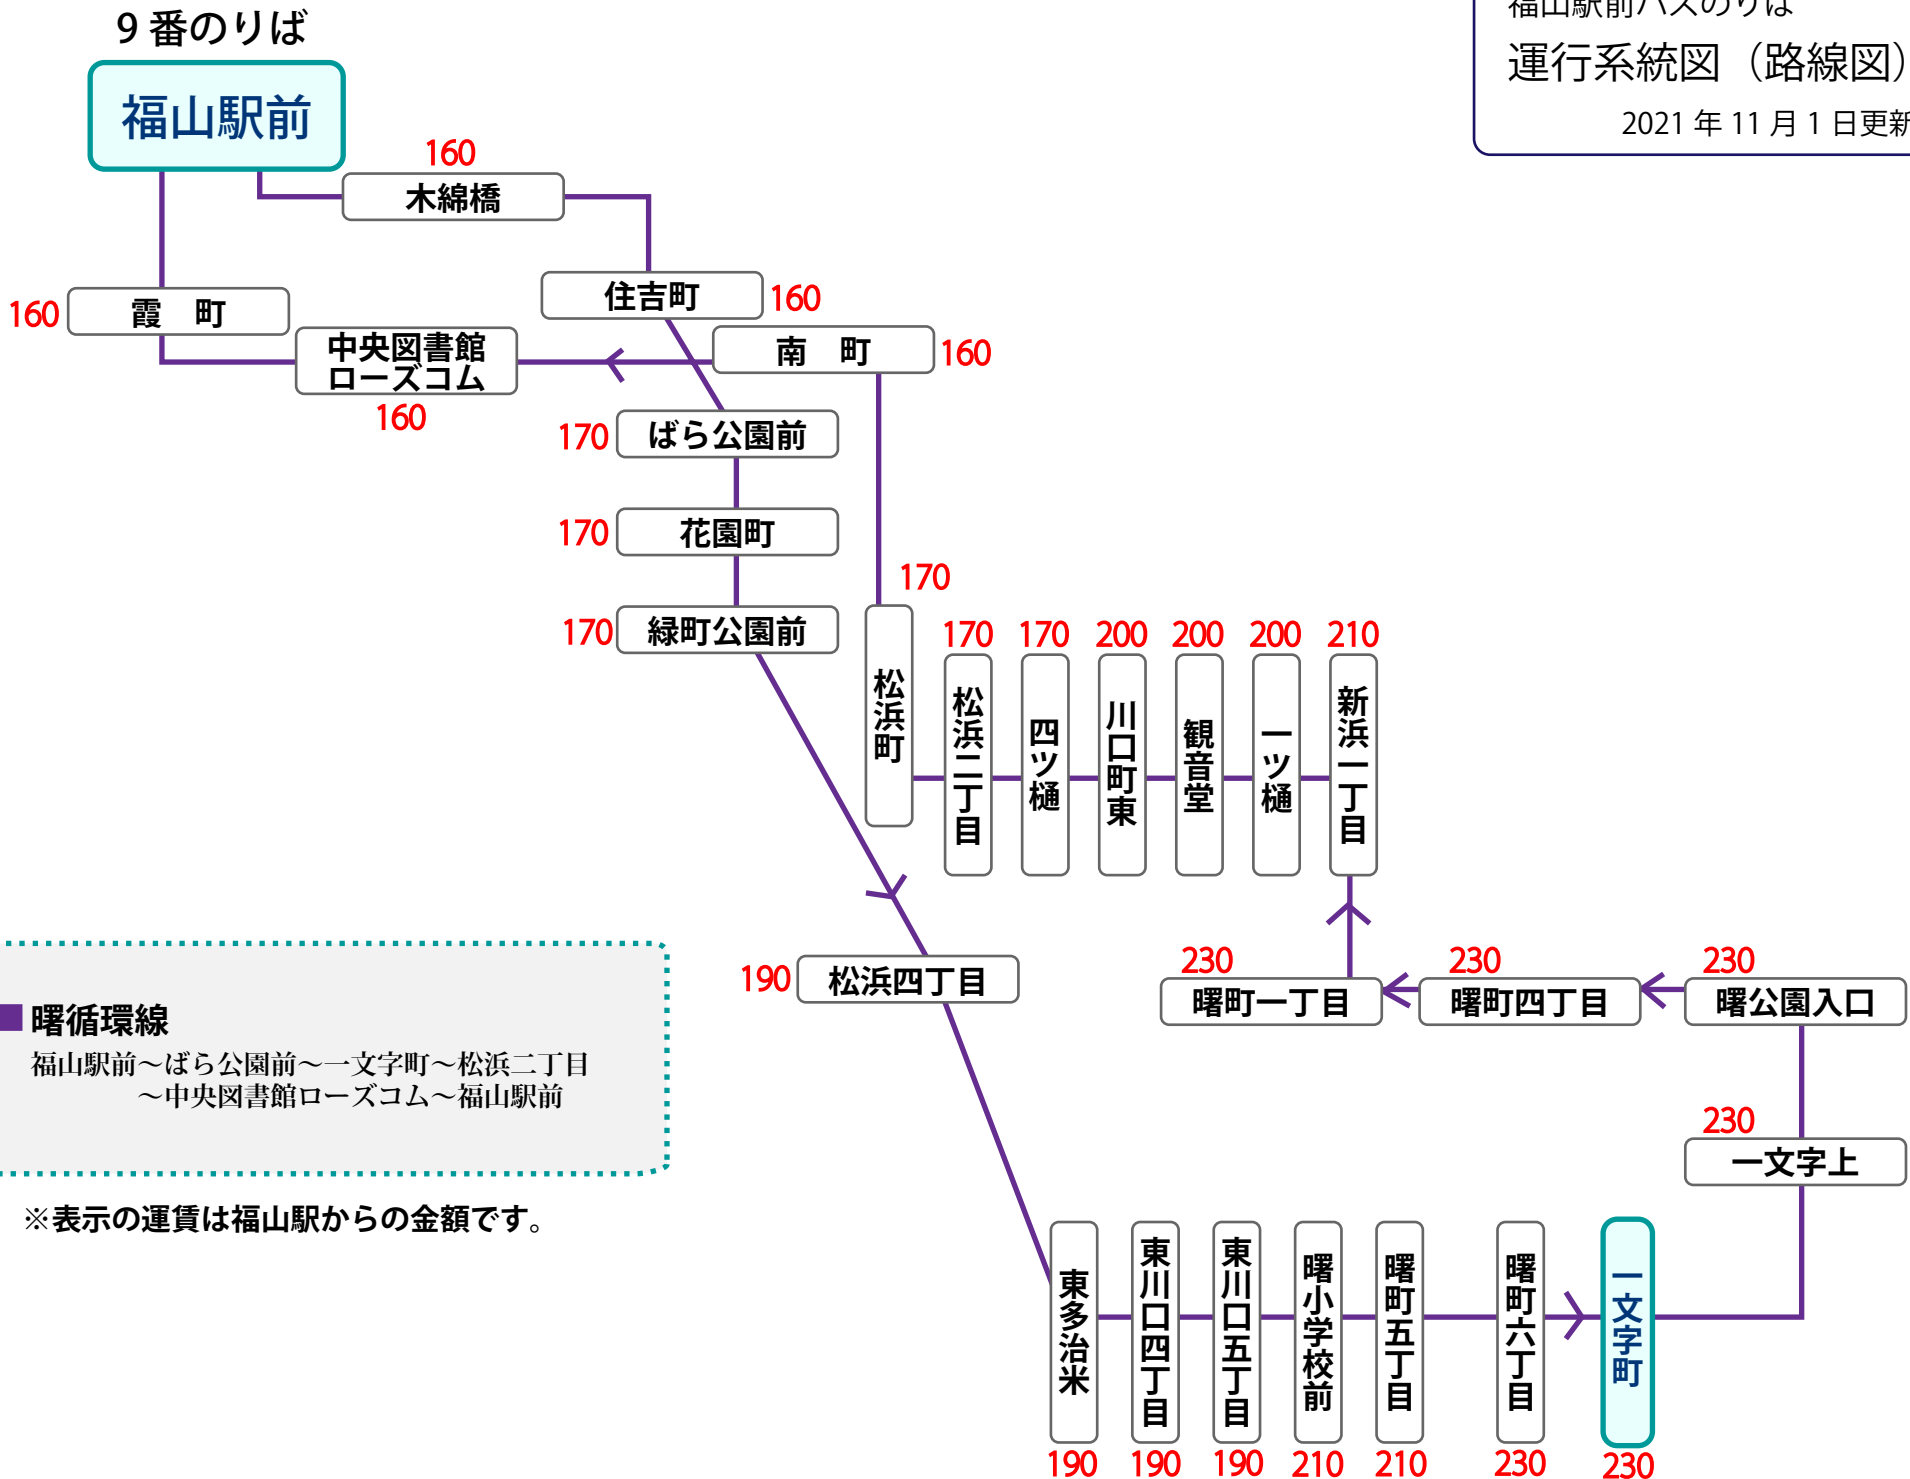 9 番のりば
福山駅前バスのりば
運行系統図（路線図）
2021 年 11 月 1 日更新
福山駅前
160
木綿橋
160
霞　町
住吉町
160
中央図書館
ローズコム
160
南　町
160
170
ばら公園前
170
花園町
170
緑町公園前
170
松浜町
170
松浜二丁目
170
四ツ樋
200
川口町東
200
観音堂
200
一ツ樋
210
新浜一丁目
190
松浜四丁目
230
曙町一丁目
230
曙町四丁目
230
曙公園入口
230
一文字上
東多治米
190
東川口四丁目
190
東川口五丁目
190
曙小学校前
210
曙町五丁目
210
曙町六丁目
230
一文字町
230
曙循環線
福山駅前～ばら公園前～一文字町～松浜二丁目
～中央図書館ローズコム～福山駅前
※表示の運賃は福山駅からの金額です。